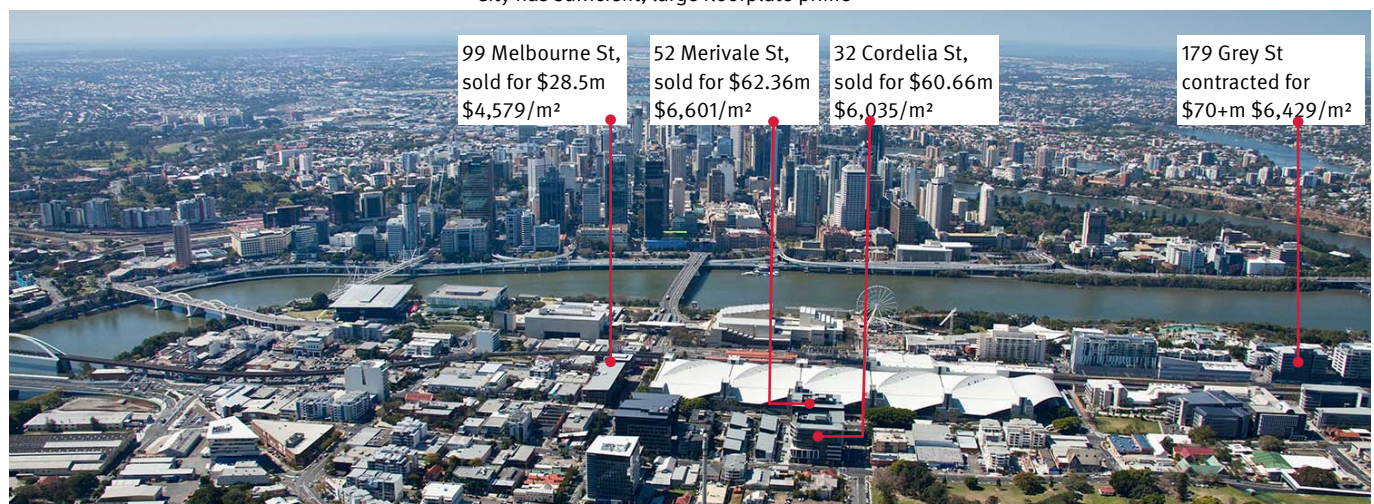 99 Melbourne St,
sold for $28.5m
$4,579/m²
52 Merivale St,
sold for $62.36m
$6,601/m²
32 Cordelia St,
sold for $60.66m
$6,035/m²
179 Grey St
contracted for
$70+m $6,429/m²